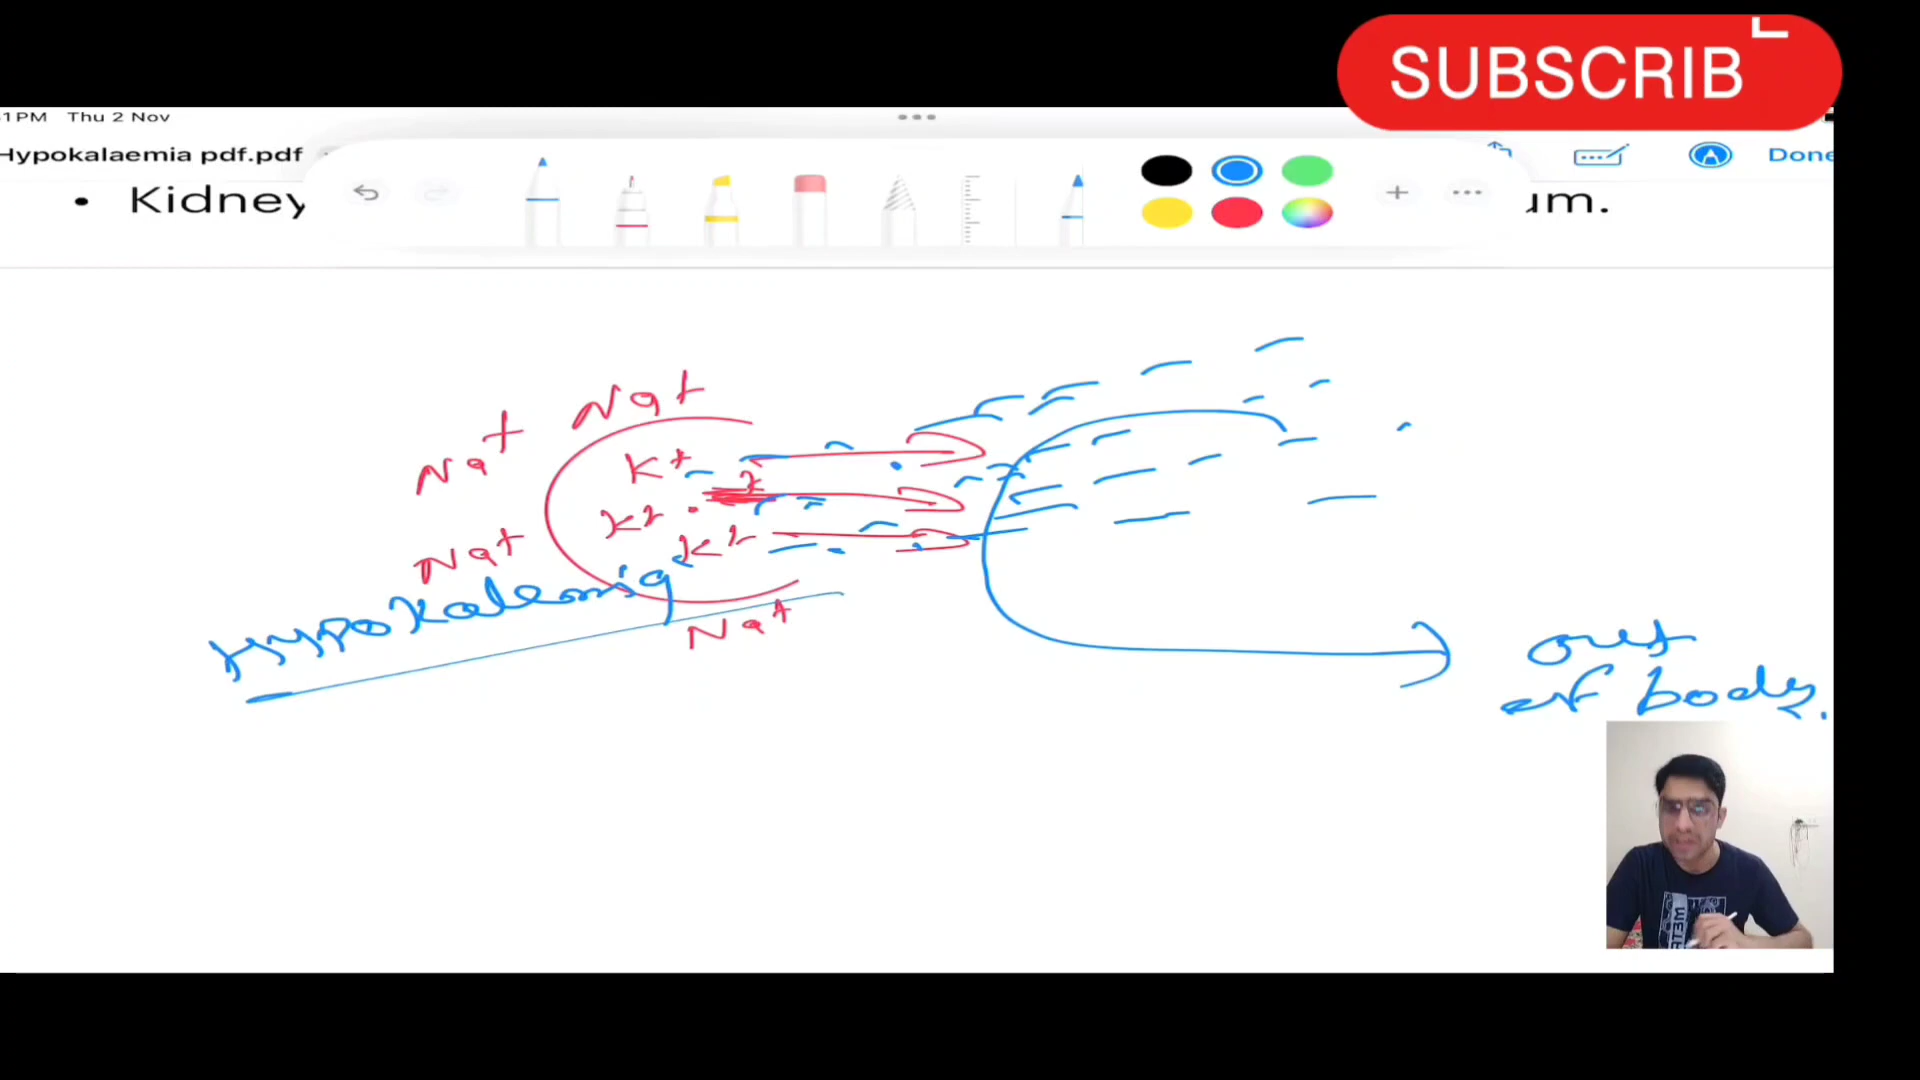 SUBSCRIB
1PM Thu 2 Nov
Hypokalaemia pdf.pdf
Done
• Kidney
um.
Na+
Na+
K+
K+
K+
Na+
Hypokalemia
Na+
out
of body.